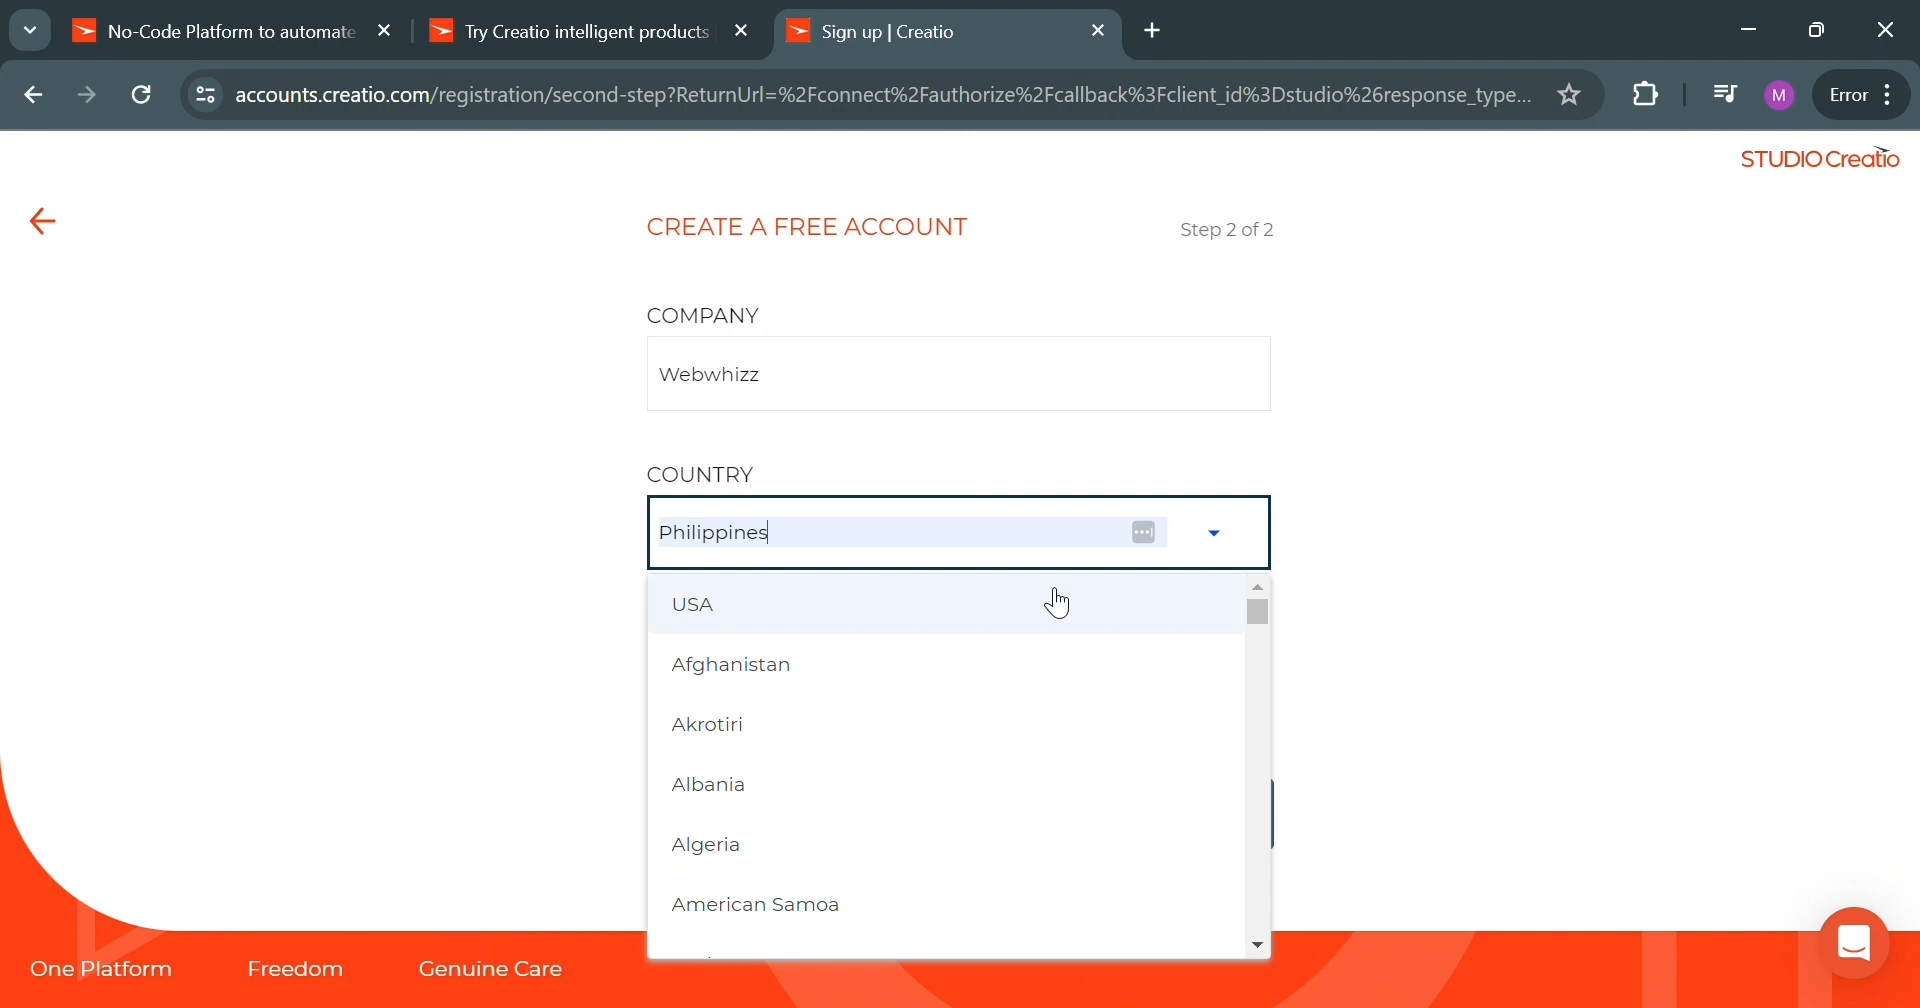 No-Code Platform to automate
Try Creatio intelligent products
Sign up | Creatio
accounts.creatio.com/registration/second-step?ReturnUrl=%2Fconnect%2Fauthorize%2Fcallback%3Fclient_id%3Dstudio%26response_type...
M
Error
STUDIO Creatio
CREATE A FREE ACCOUNT
Step 2 of 2
COMPANY
Webwhizz
COUNTRY
Philippines
USA
Afghanistan
Akrotiri
Albania
Algeria
American Samoa
One Platform
Freedom
Genuine Care